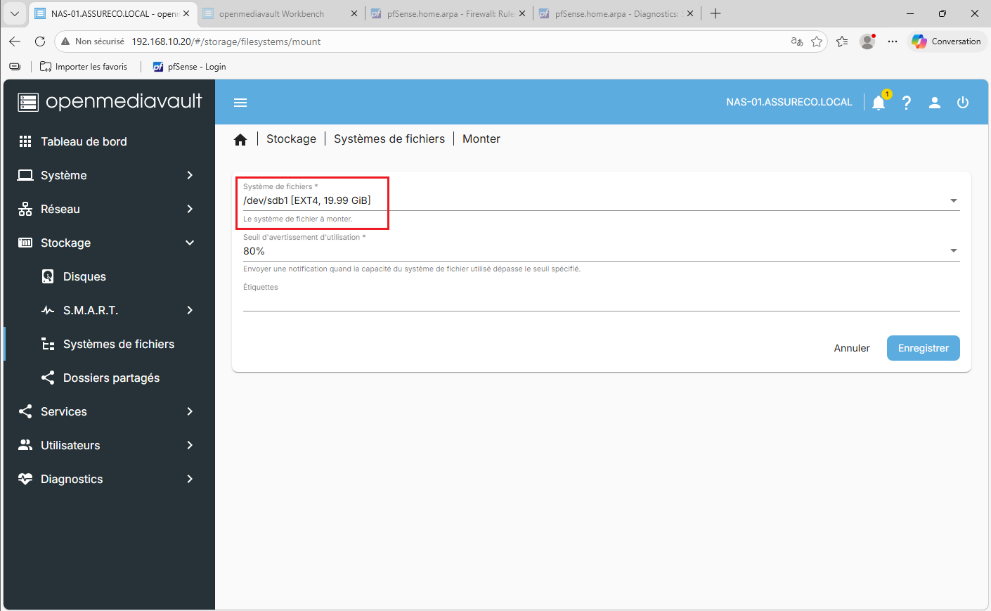 NAS-01.ASSURECO.LOCAL - openm
openmediavault Workbench
pfSense.home.arpa - Firewall: Rule
pfSense.home.arpa - Diagnostics:
Non sécurisé 192.168.10.20/#/storage/filesystems/mount
Conversation
Importer les favoris
pfSense - Login
openmediavault
NAS-01.ASSURECO.LOCAL
1
Tableau de bord
Système
Réseau
Stockage
Disques
S.M.A.R.T.
Systèmes de fichiers
Dossiers partagés
Services
Utilisateurs
Diagnostics
Stockage | Systèmes de fichiers | Monter
Système de fichiers *
/dev/sdb1 [EXT4, 19.99 GiB]
Le système de fichier à monter.
Seuil d'avertissement d'utilisation *
80%
Envoyer une notification quand la capacité du système de fichier utilisé dépasse le seuil spécifié.
Étiquettes
Annuler
Enregistrer